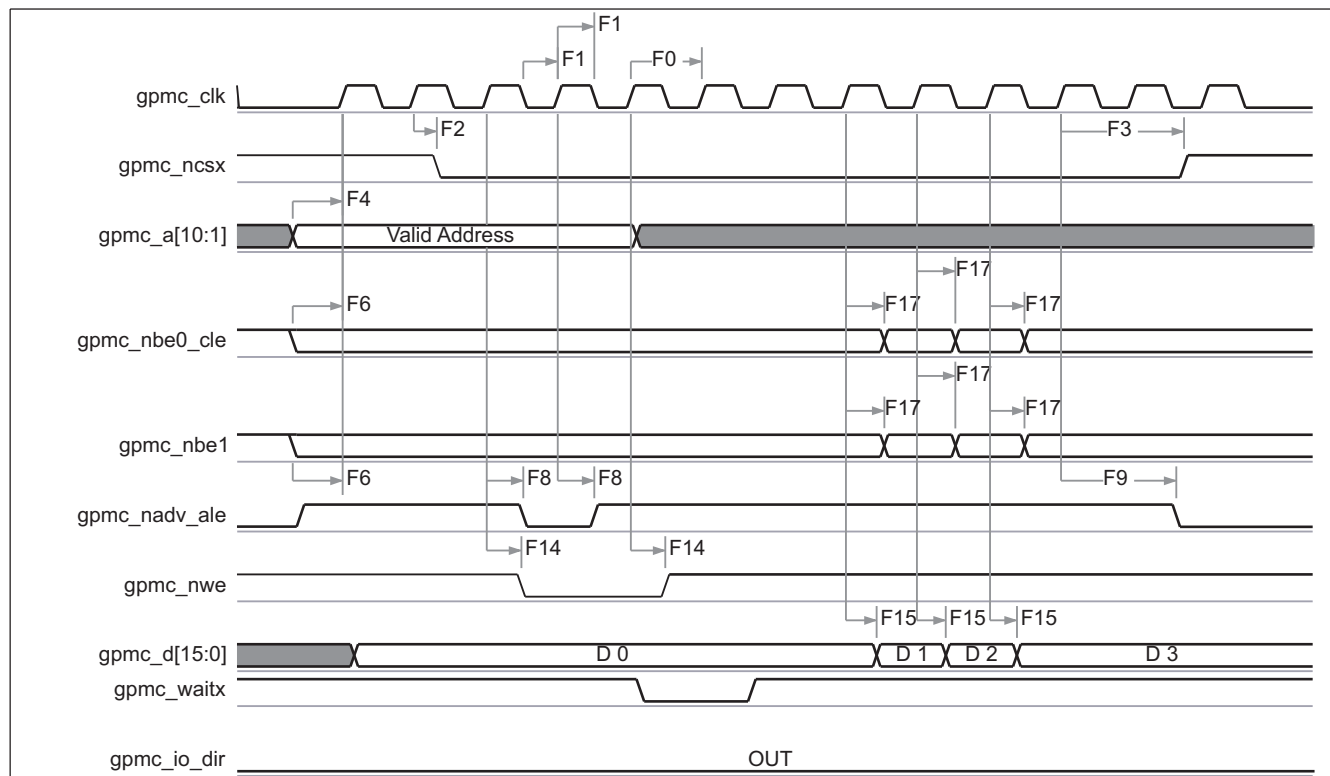 F1
F1 F0
gpmc_clk
F2 F3
gpmc_ncsx
F4
gpmc_a[10:1] Valid Address
F17
F6 F17 F17
gpmc_nbe0_cle
F17
F17 F17
gpmc_nbe1
F6 F8 F8 F9
gpmc_nadv_ale
F14 F14
gpmc_nwe
F15 F15 F15
gpmc_d[15:0] D 0 D 1 D 2 D 3
gpmc_waitx
gpmc_io_dir OUT